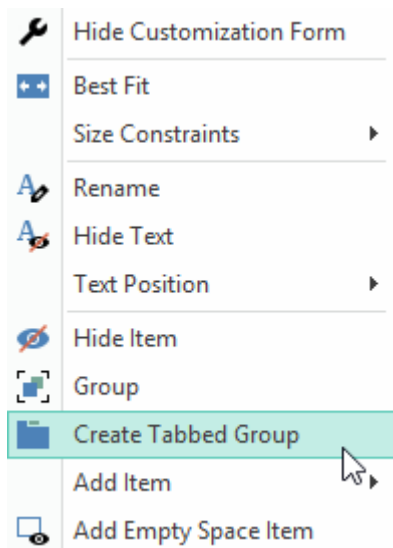 Hide Customization Form
Best Fit
Size Constraints
Rename
Hide Text
Text Position
Hide Item
Group
Create Tabbed Group
Add Item
Add Empty Space Item